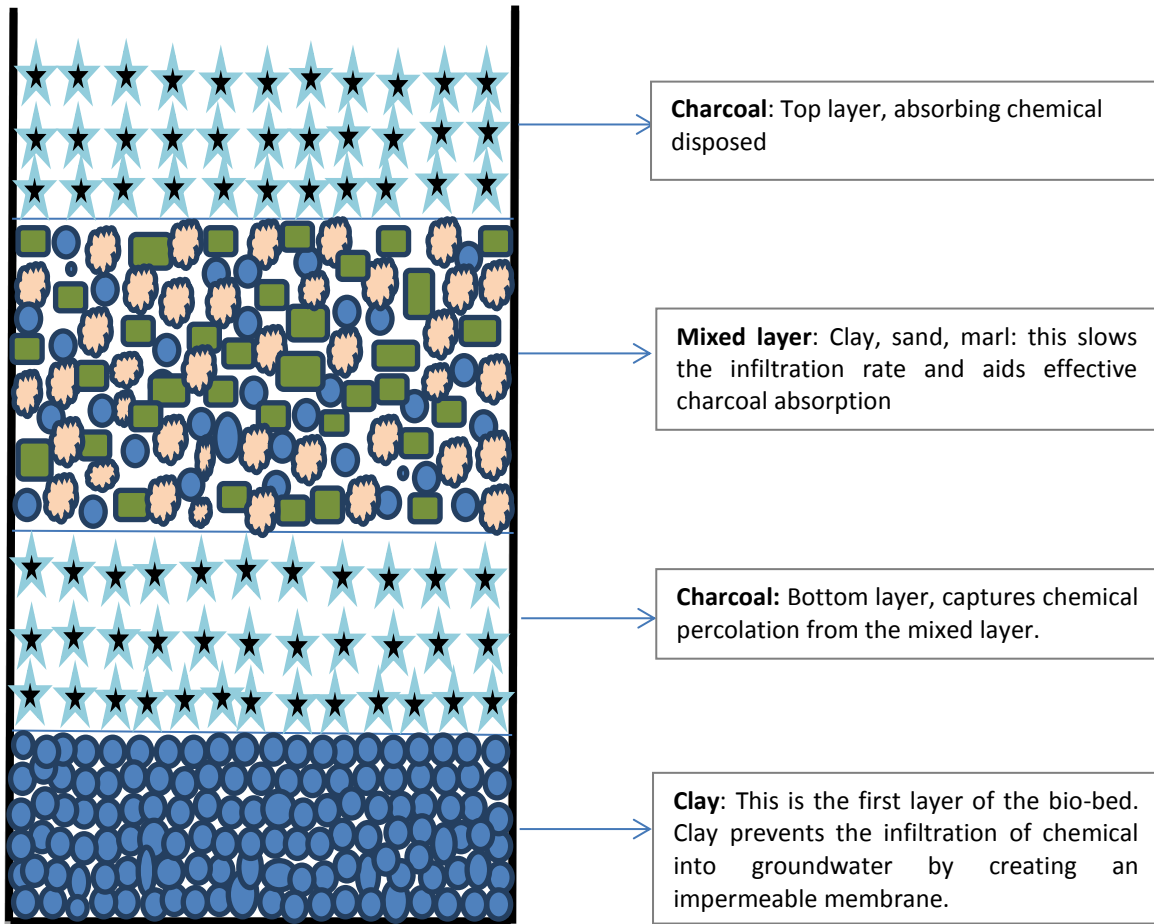 Charcoal: Top layer, absorbing chemical
disposed
Mixed layer: Clay, sand, marl: this slows
the infiltration rate and aids effective
charcoal absorption
Charcoal: Bottom layer, captures chemical
percolation from the mixed layer.
Clay: This is the first layer of the bio-bed.
Clay prevents the infiltration of chemical
into groundwater by creating an
impermeable membrane.